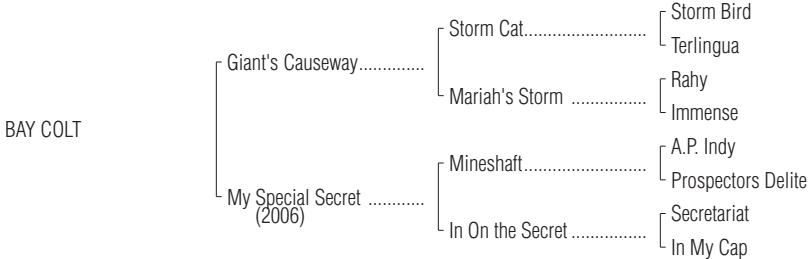 Storm Bird
Storm Cat..........................
Terlingua
Giant's Causeway..............
Rahy
Mariah's Storm ................
Immense
BAY COLT
A.P. Indy
Mineshaft..........................
Prospectors Delite
My Special Secret ............
(2006)
Secretariat
In On the Secret ................
In My Cap